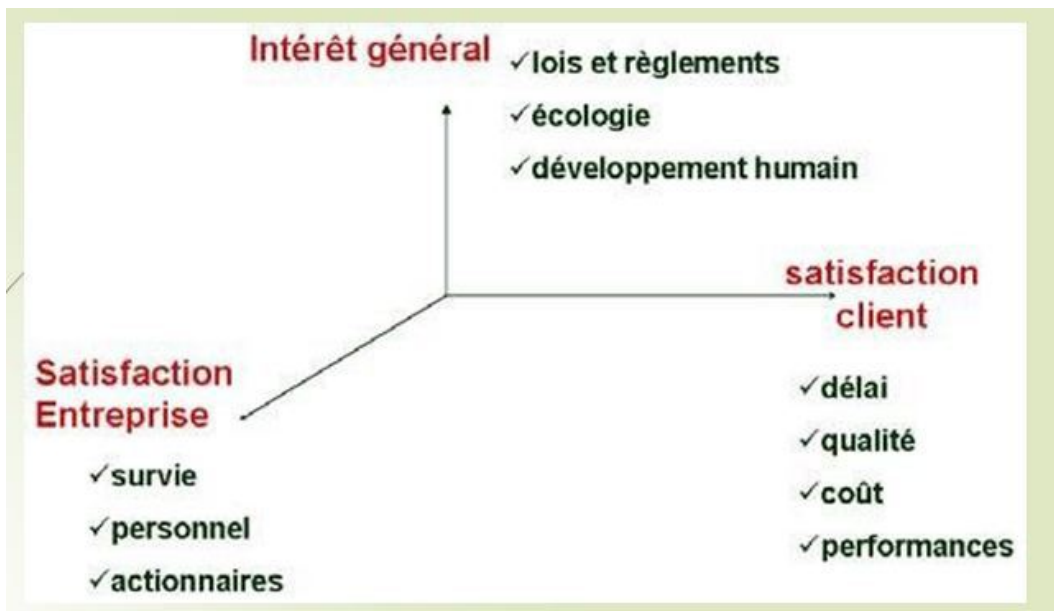 Intérêt général
✓lois et règlements
✓écologie
✓développement humain
satisfaction
client
✓délai
✓qualité
✓coût
✓performances
Satisfaction
Entreprise
✓survie
✓personnel
✓actionnaires